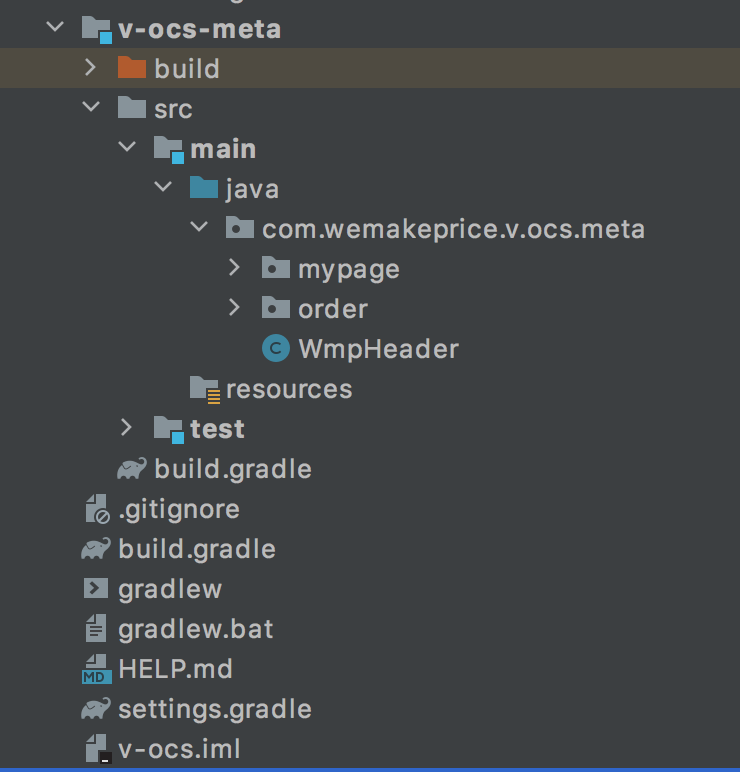 v-ocs-meta
build
src
main
java
com.wemakeprice.v.ocs.meta
mypage
order
C WmpHeader
resources
test
build.gradle
.gitignore
build.gradle
gradlew
gradlew.bat
MD HELP.md
settings.gradle
v-ocs.iml